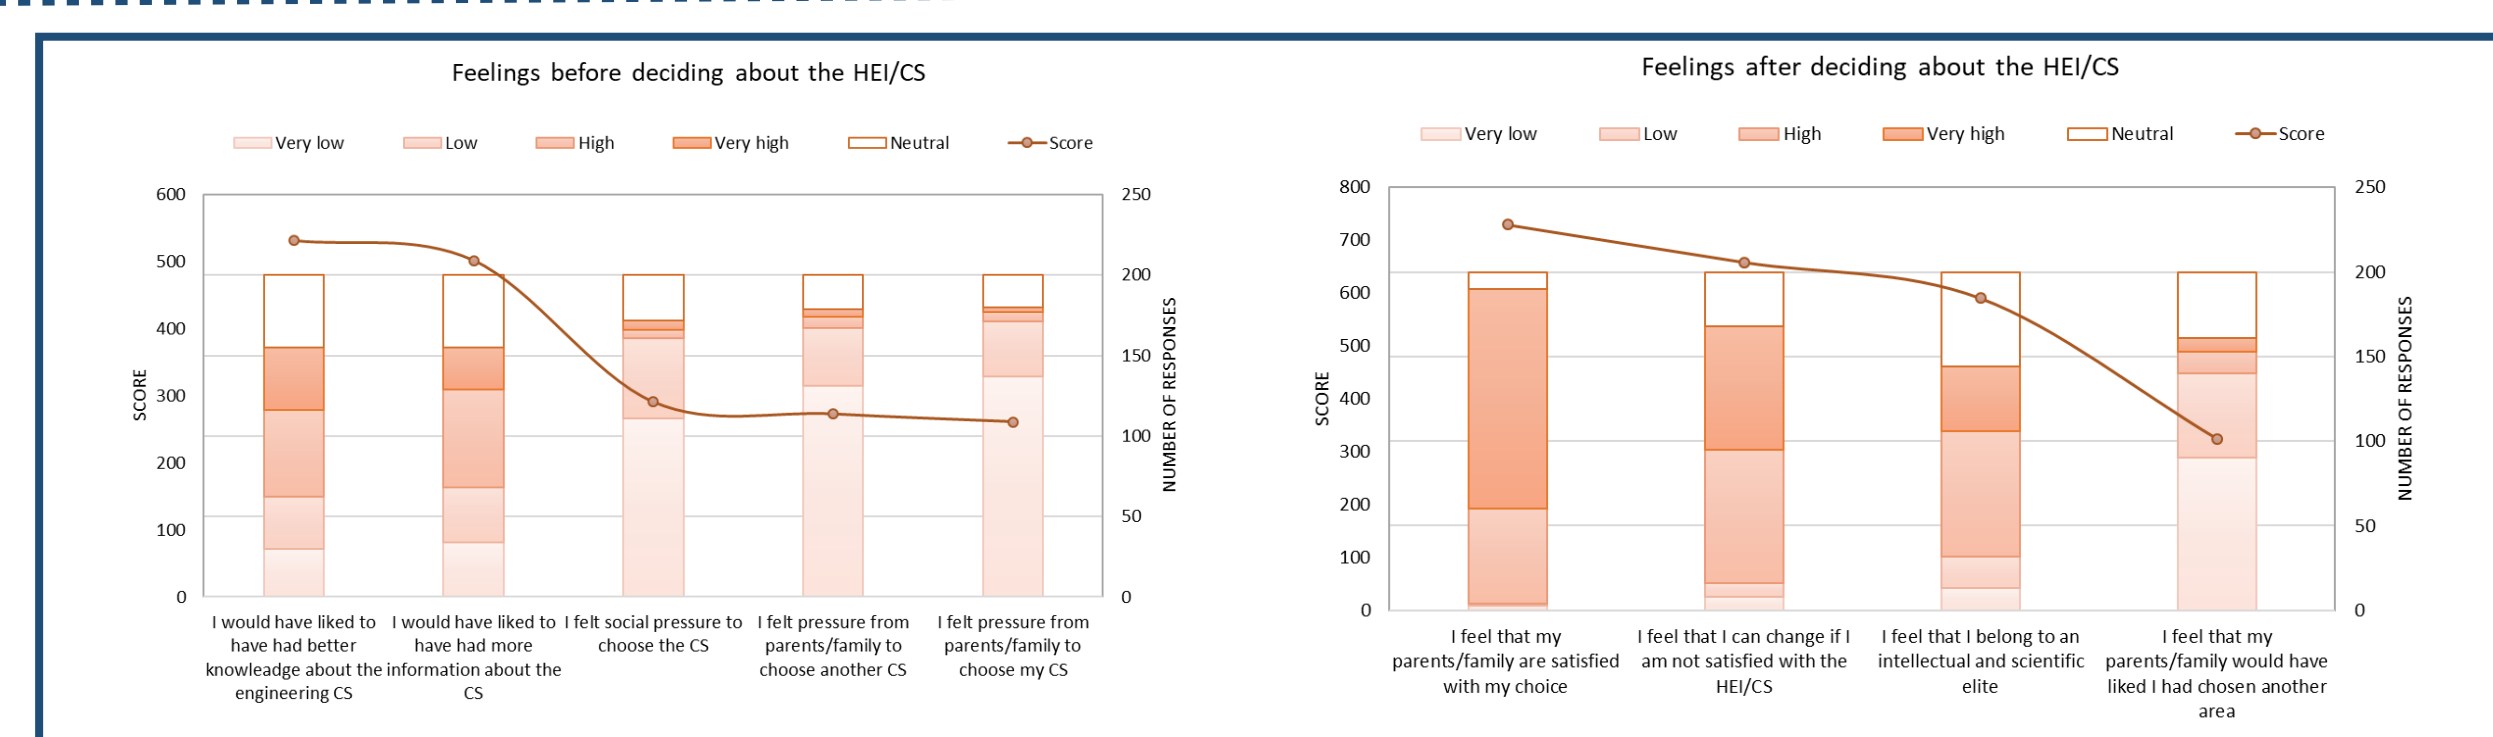 Feelings before deciding about the HEI/CS
Very low Low High Very high Neutral Score
600
500
400
300
200
100
0
SCORE
250
200
150
100
50
0
NUMBER OF RESPONSES
I would have liked to
have had better
knowleadge about the
engineering CS
I would have liked to
have had more
information about the
CS
I felt social pressure to
choose the CS
I felt pressure from
parents/family to
choose another CS
I felt pressure from
parents/family to
choose my CS
Feelings after deciding about the HEI/CS
Very low Low High Very high Neutral Score
800
700
600
500
400
300
200
100
0
SCORE
250
200
150
100
50
0
NUMBER OF RESPONSES
I feel that my
parents/family are satisfied
with my choice
I feel that I can change if I
am not satisfied with the
HEI/CS
I feel that I belong to an
intellectual and scientific
elite
I feel that my
parents/family would have
liked I had chosen another
area